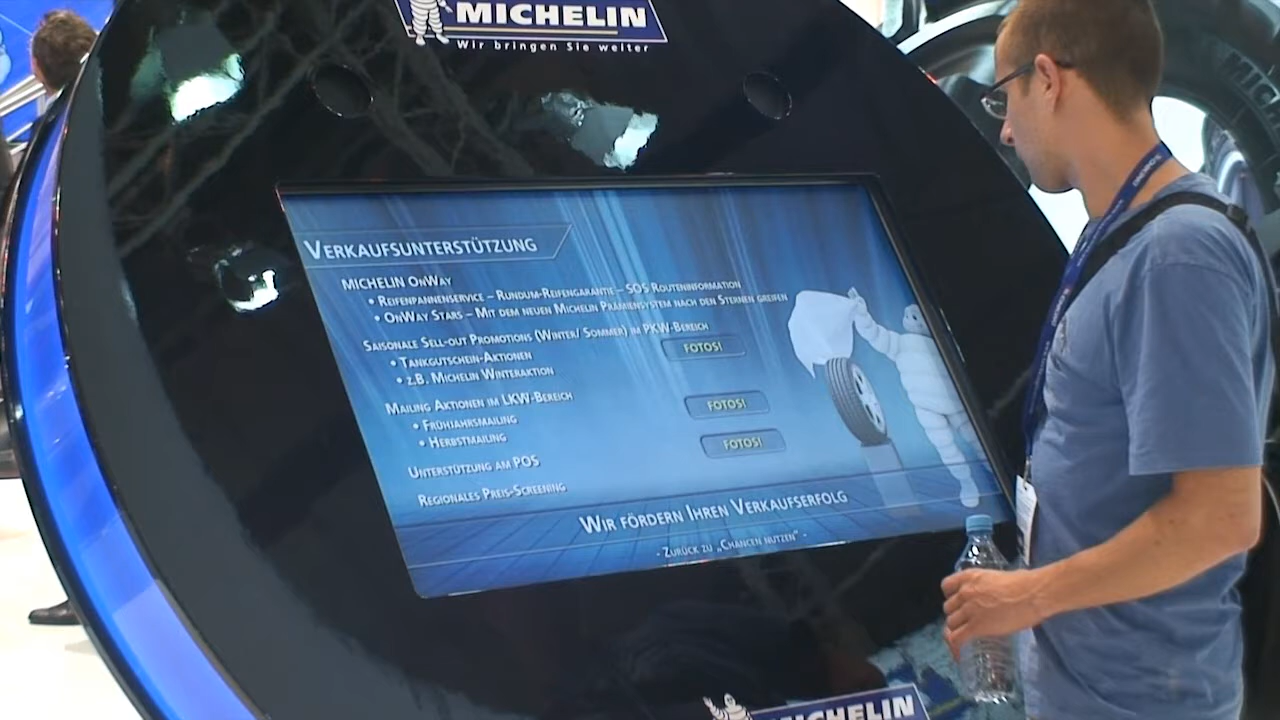 MICHELIN
Wir bringen Sie weiter
VERKAUFSUNTERSTÜTZUNG
MICHELIN ONWAY
• REIFENPANNENSERVICE – RUNDUM-REIFENGARANTIE – SOS ROUTENINFORMATION
• ONWAY STARS – MIT DEM NEUEN MICHELIN PRÄMIENSYSTEM NACH DEN STERNEN GREIFEN
SAISONALE SELL-OUT PROMOTIONS (WINTER/ SOMMER) IM PKW-BEREICH
FOTOS!
• TANKGUTSCHEIN-AKTIONEN
• Z.B. MICHELIN WINTERAKTION
MAILING AKTIONEN IM LKW-BEREICH
FOTOS!
• FRÜHJAHRSMAILING
• HERBSTMAILING
FOTOS!
UNTERSTÜTZUNG AM POS
REGIONALES PREIS-SCREENING
WIR FÖRDERN IHREN VERKAUFSERFOLG
- ZURÜCK ZU „CHANCEN NUTZEN" -
MICHELIN